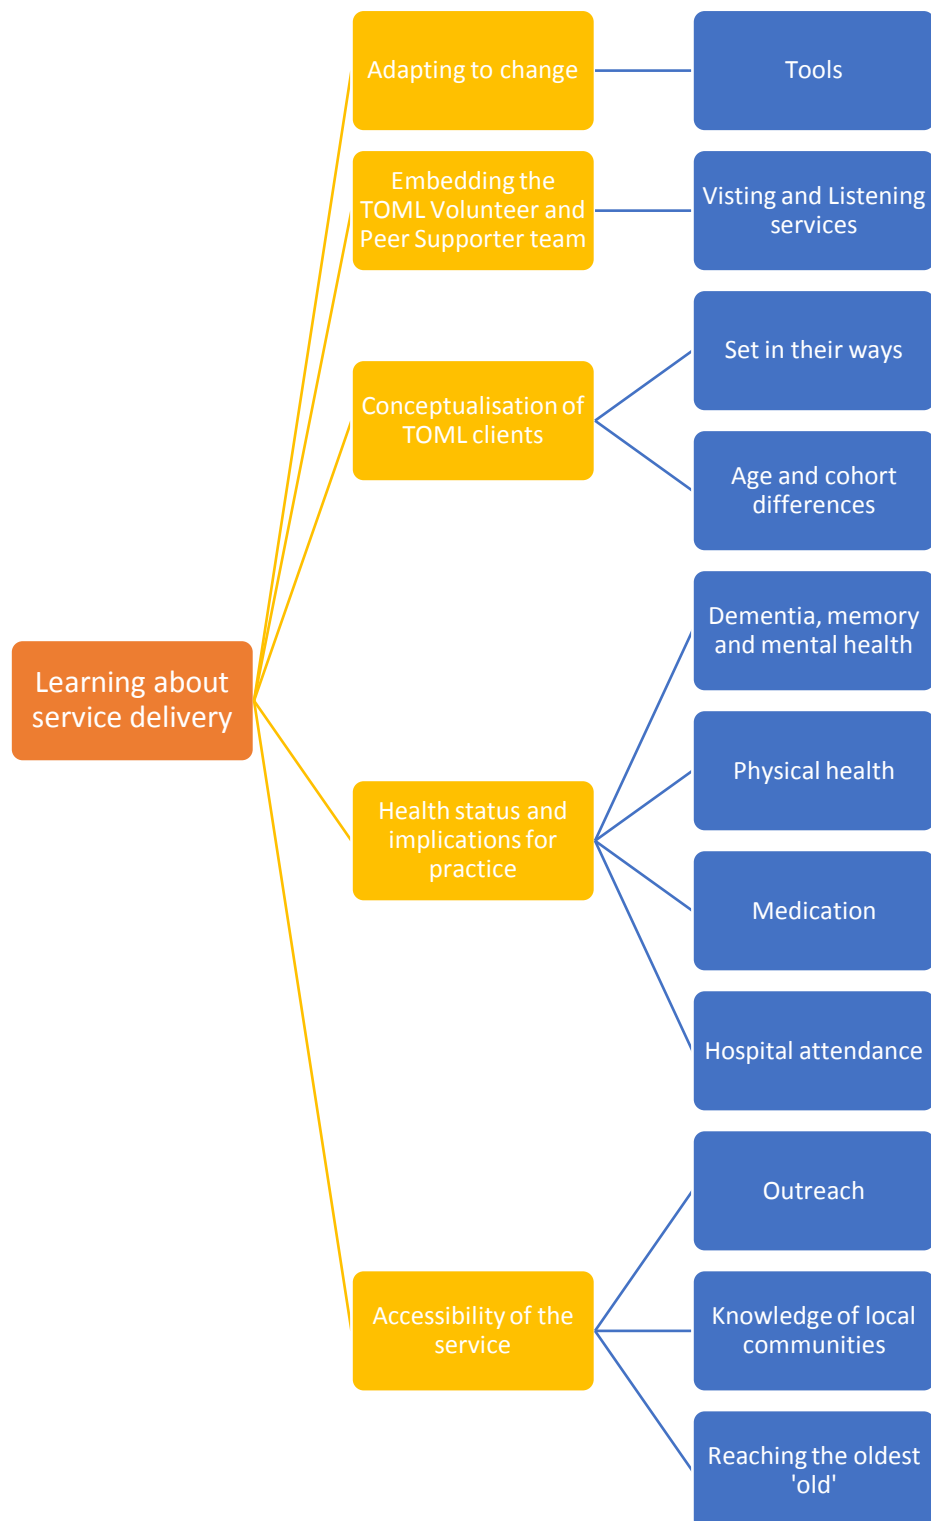 Adapting to change
Tools
Embedding the
TOML Volunteer and
Peer Supporter team
Visting and Listening
services
Conceptualisation of
TOML clients
Set in their ways
Age and cohort
differences
Learning about
service delivery
Health status and
implications for
practice
Dementia, memory
and mental health
Physical health
Medication
Hospital attendance
Accessibility of the
service
Outreach
Knowledge of local
communities
Reaching the oldest
'old'